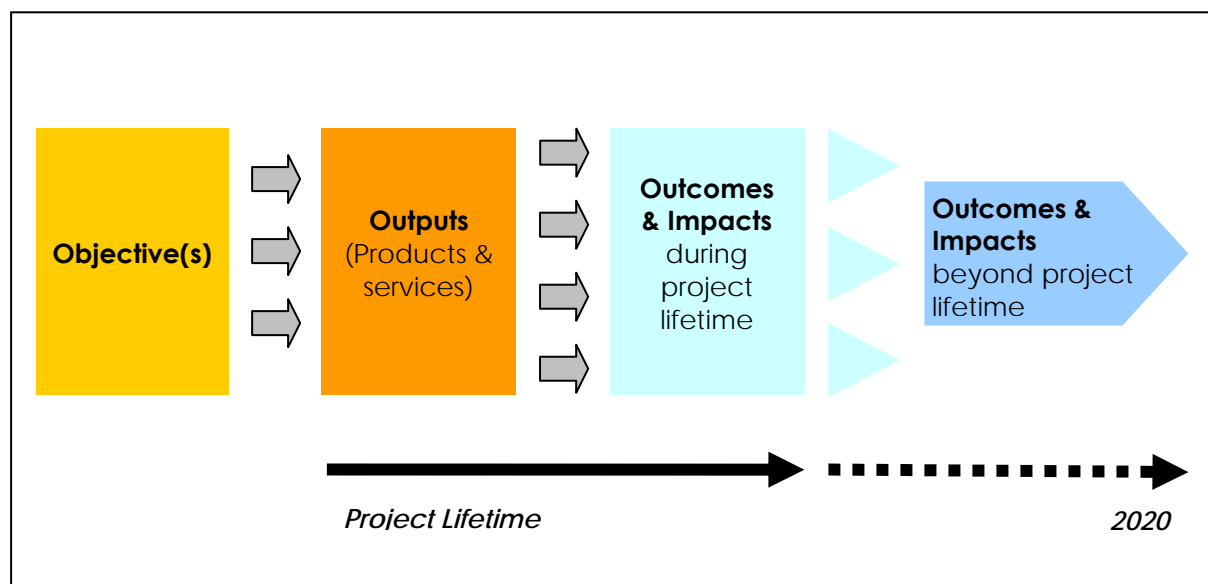 Objective(s)
Outputs
(Products &
services)
Outcomes
& Impacts
during
project
lifetime
Outcomes &
Impacts
beyond project
lifetime
Project Lifetime
2020